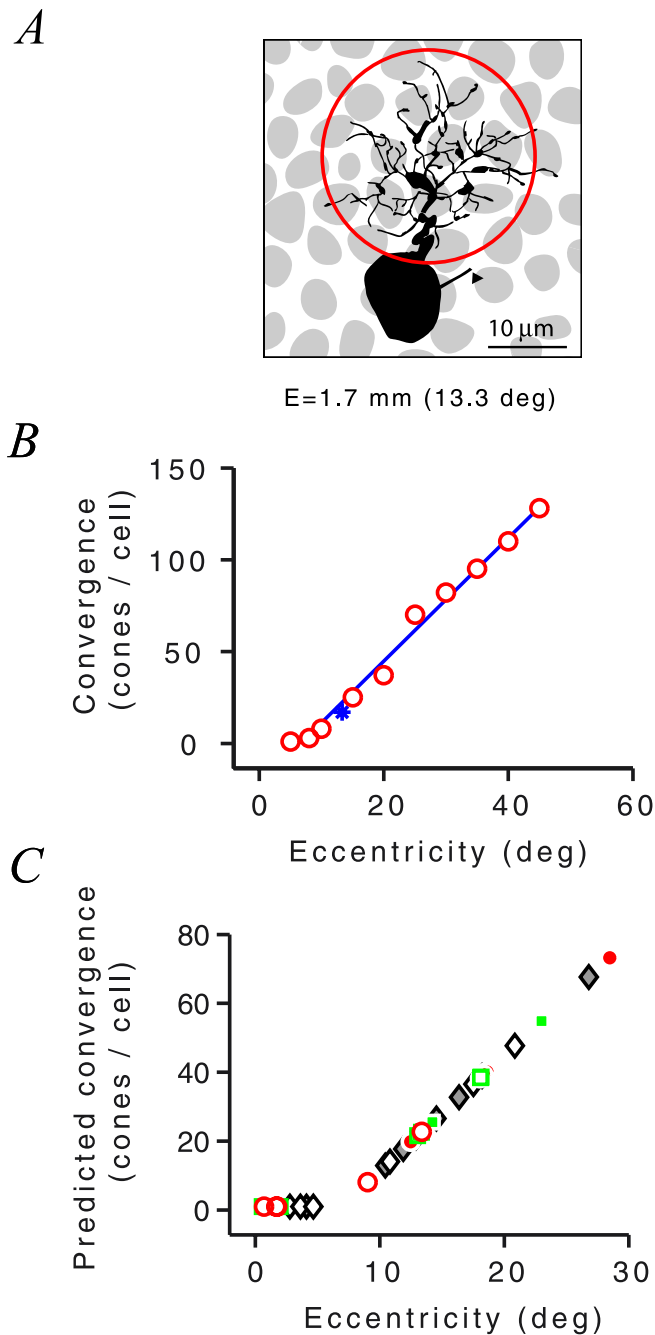 A
10 µm
E=1.7 mm (13.3 deg)
B
Convergence
(cones / cell)
150
100
50
0
0 20 40 60
Eccentricity (deg)
C
Predicted convergence
(cones / cell)
80
60
40
20
0
0 10 20 30
Eccentricity (deg)